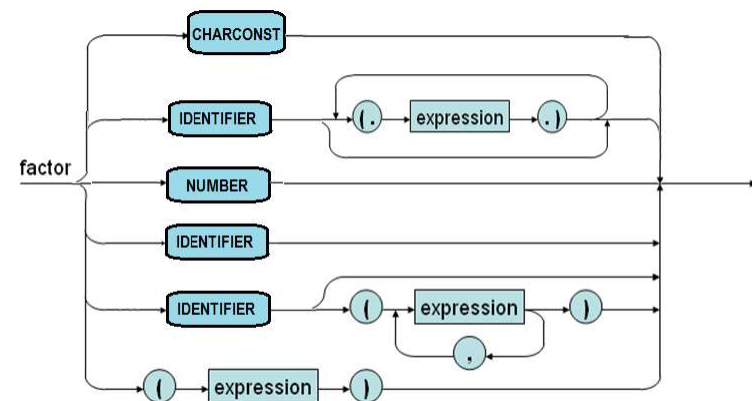 CHARCONST
IDENTIFIER (. expression .)
factor
NUMBER
IDENTIFIER
IDENTIFIER ( expression )
,
( expression )